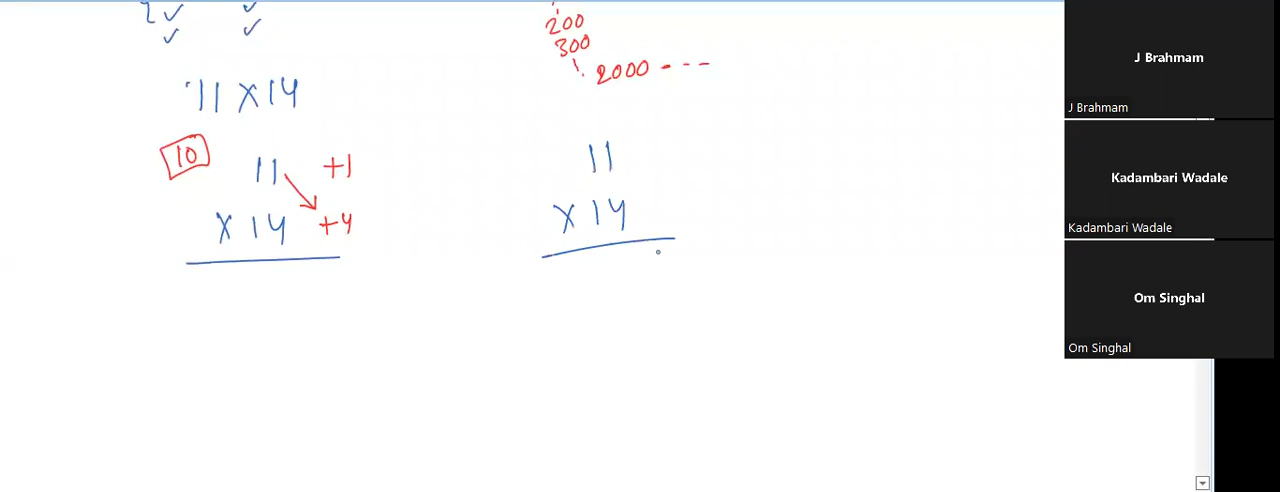 2 ✓ ✓
✓ ✓
200
300
2000 - - -
11 x 14
10
11 +1
x 14 +4
11
x 14
J Brahmam
J Brahmam
Kadambari Wadale
Kadambari Wadale
Om Singhal
Om Singhal